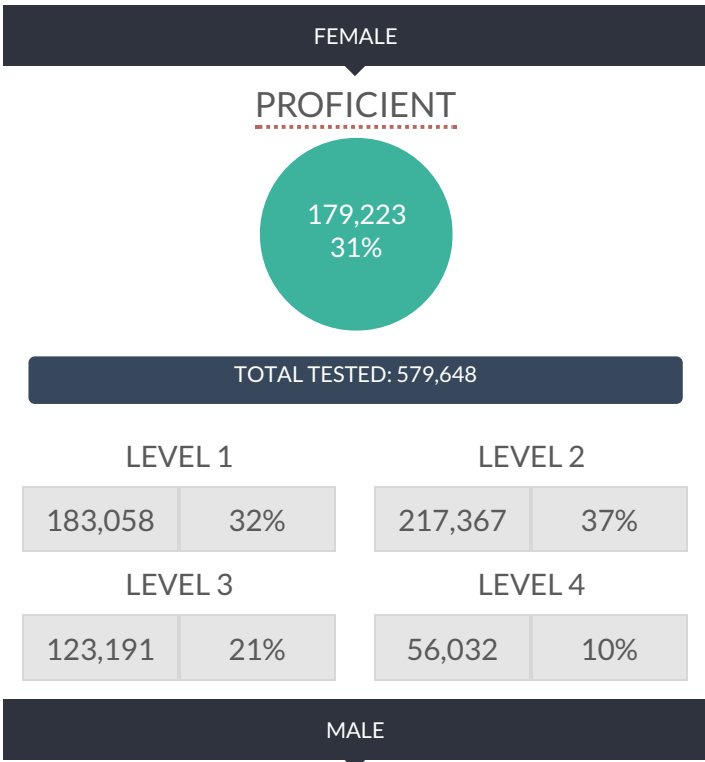 FEMALE
PROFICIENT
179,223
31%
TOTAL TESTED: 579,648
LEVEL 1 LEVEL 2
183,058 32% 217,367 37%
LEVEL 3 LEVEL 4
123,191 21% 56,032 10%
MALE